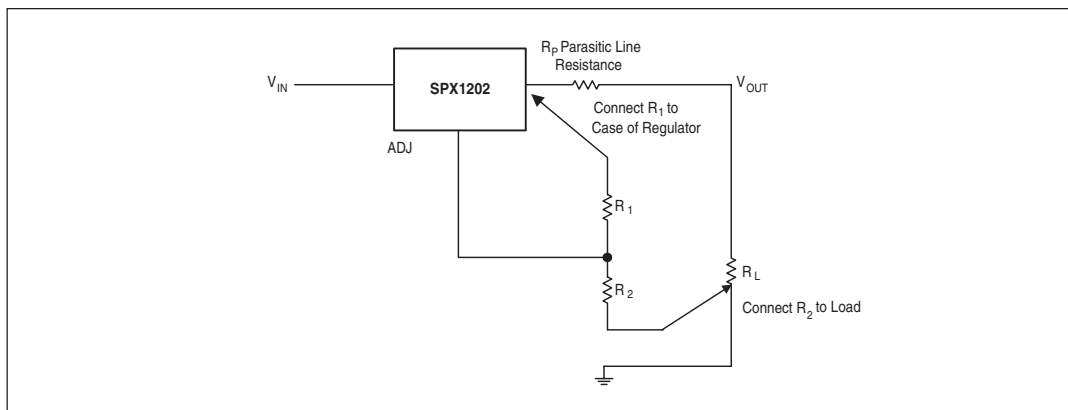 R_P Parasitic Line
Resistance
V_IN
SPX1202
V_OUT
Connect R_1 to
Case of Regulator
ADJ
R_1
R_L
R_2
Connect R_2 to Load